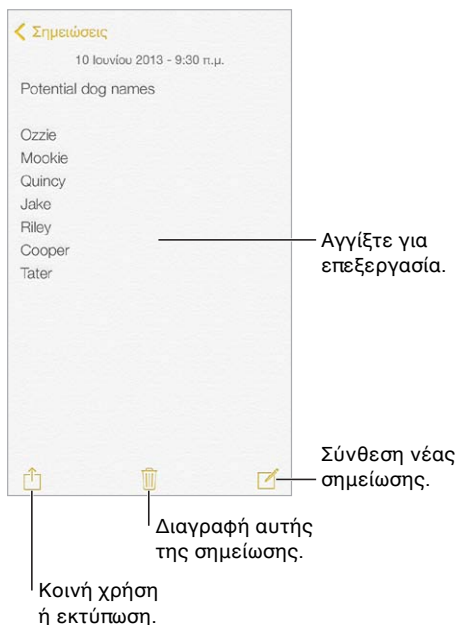 Σημειώσεις
10 Ιουνίου 2013 - 9:30 π.μ.
Potential dog names
Ozzie
Mookie
Quincy
Jake
Riley
Cooper
Tater
Αγγίξτε για
επεξεργασία.
Σύνθεση νέας
σημείωσης.
Διαγραφή αυτής
της σημείωσης.
Κοινή χρήση
ή εκτύπωση.